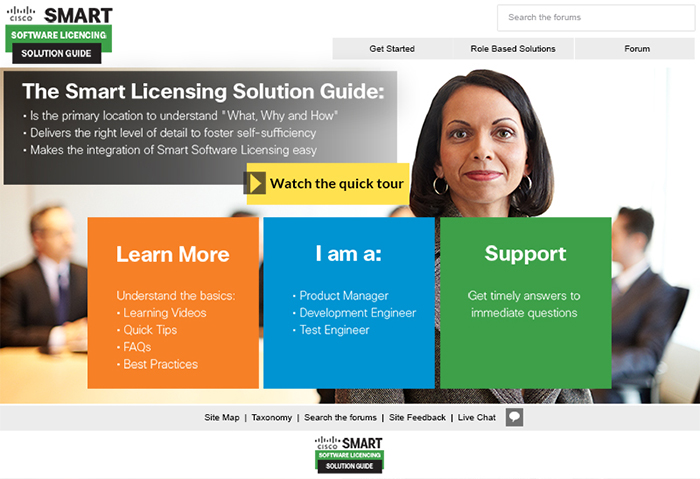 CISCO SMART
SOFTWARE LICENCING
SOLUTION GUIDE
Search the forums
Get Started
Role Based Solutions
Forum
The Smart Licensing Solution Guide:
• Is the primary location to understand "What, Why and How"
• Delivers the right level of detail to foster self-sufficiency
• Makes the integration of Smart Software Licensing easy
Watch the quick tour
Learn More
Understand the basics:
• Learning Videos
• Quick Tips
• FAQs
• Best Practices
I am a:
• Product Manager
• Development Engineer
• Test Engineer
Support
Get timely answers to
immediate questions
Site Map | Taxonomy | Search the forums | Site Feedback | Live Chat
CISCO SMART
SOFTWARE LICENCING
SOLUTION GUIDE